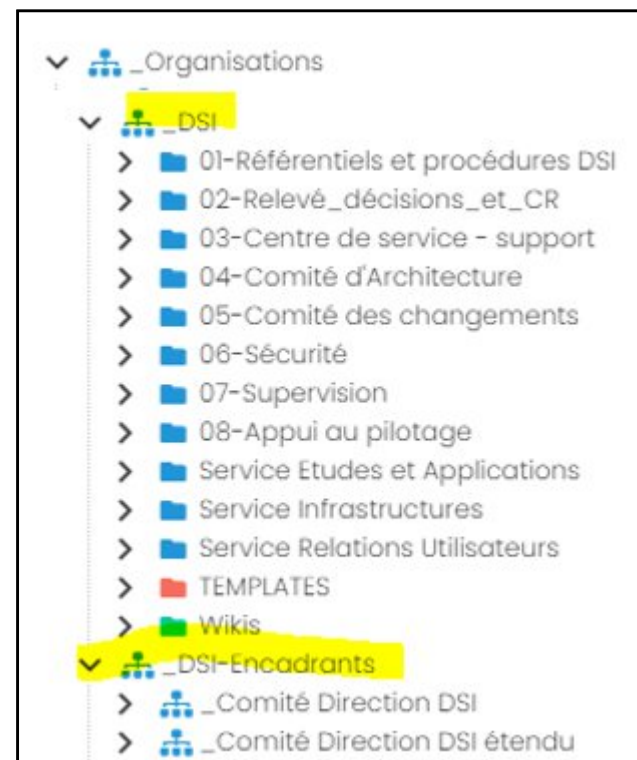 _Organisations
_DSI
01-Référentiels et procédures DSI
02-Relevé_décisions_et_CR
03-Centre de service - support
04-Comité d'Architecture
05-Comité des changements
06-Sécurité
07-Supervision
08-Appui au pilotage
Service Etudes et Applications
Service Infrastructures
Service Relations Utilisateurs
TEMPLATES
Wikis
_DSI-Encadrants
_Comité Direction DSI
_Comité Direction DSI étendu